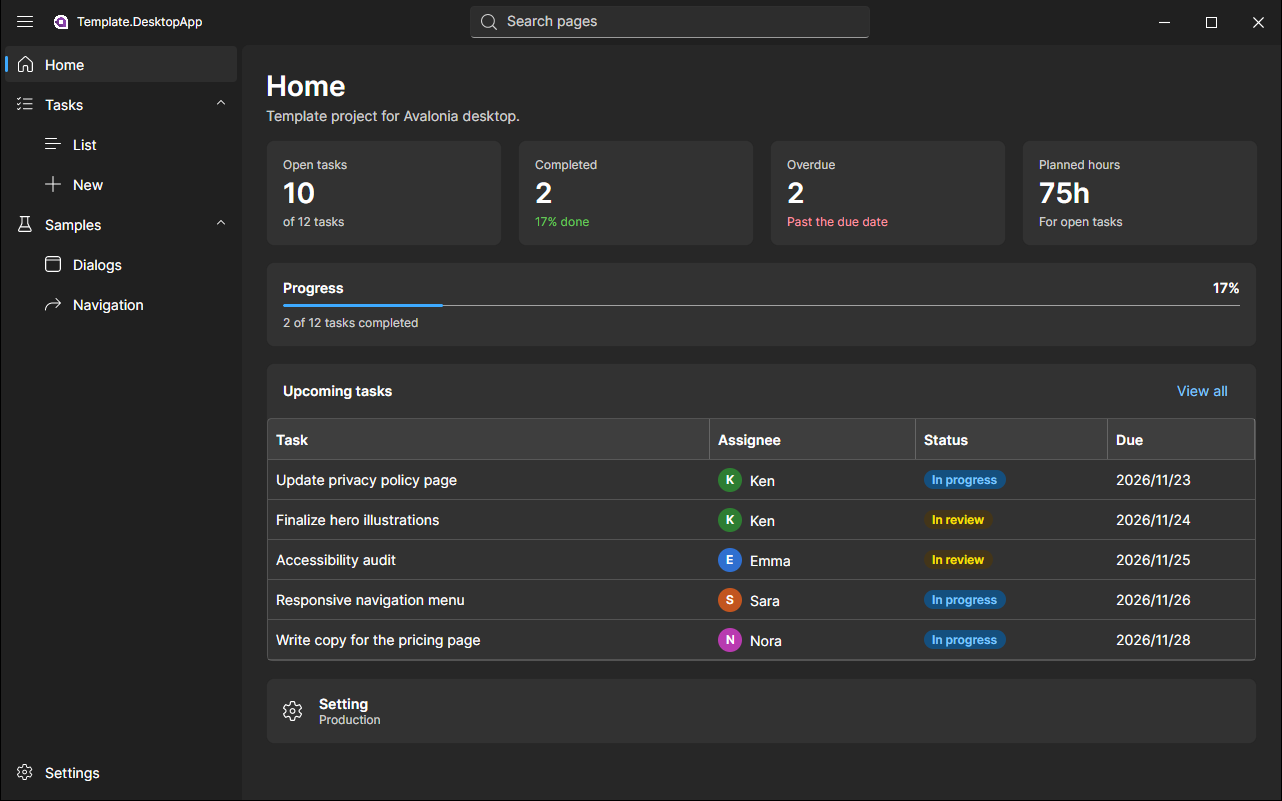 Template.DesktopApp
Search pages
Home
Tasks
List
New
Samples
Dialogs
Navigation
Settings
Home
Template project for Avalonia desktop.
Open tasks
10
of 12 tasks
Completed
2
17% done
Overdue
2
Past the due date
Planned hours
75h
For open tasks
Progress 17%
2 of 12 tasks completed
Upcoming tasks View all
Task Assignee Status Due
Update privacy policy page K Ken In progress 2026/11/23
Finalize hero illustrations K Ken In review 2026/11/24
Accessibility audit E Emma In review 2026/11/25
Responsive navigation menu S Sara In progress 2026/11/26
Write copy for the pricing page N Nora In progress 2026/11/28
Setting
Production